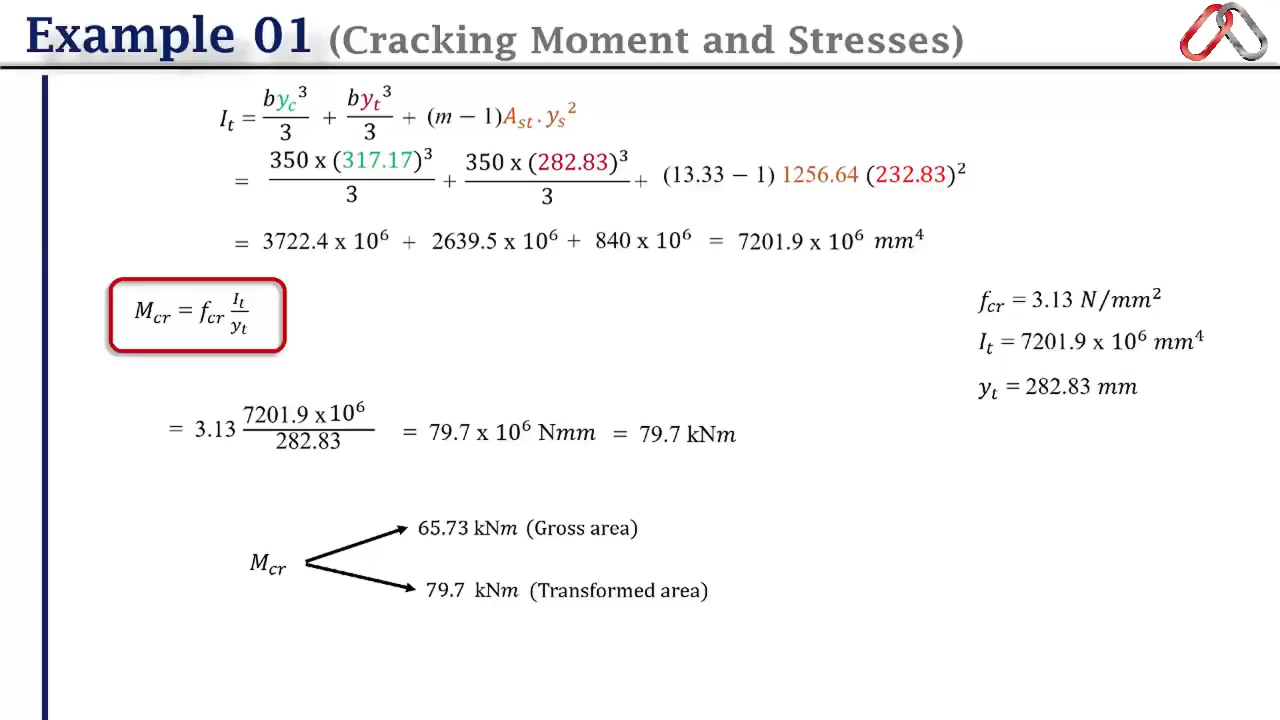 Example 01 (Cracking Moment and Stresses)
I_t = by_c³/3 + by_t³/3 + (m − 1)A_st . y_s²
= 350 x (317.17)³/3 + 350 x (282.83)³/3 + (13.33 − 1) 1256.64 (232.83)²
= 3722.4 x 10⁶ + 2639.5 x 10⁶ + 840 x 10⁶ = 7201.9 x 10⁶ mm⁴
M_cr = f_cr I_t/y_t
f_cr = 3.13 N/mm²
I_t = 7201.9 x 10⁶ mm⁴
y_t = 282.83 mm
= 3.13 7201.9 x 10⁶/282.83 = 79.7 x 10⁶ Nmm = 79.7 kNm
65.73 kNm (Gross area)
M_cr
79.7 kNm (Transformed area)